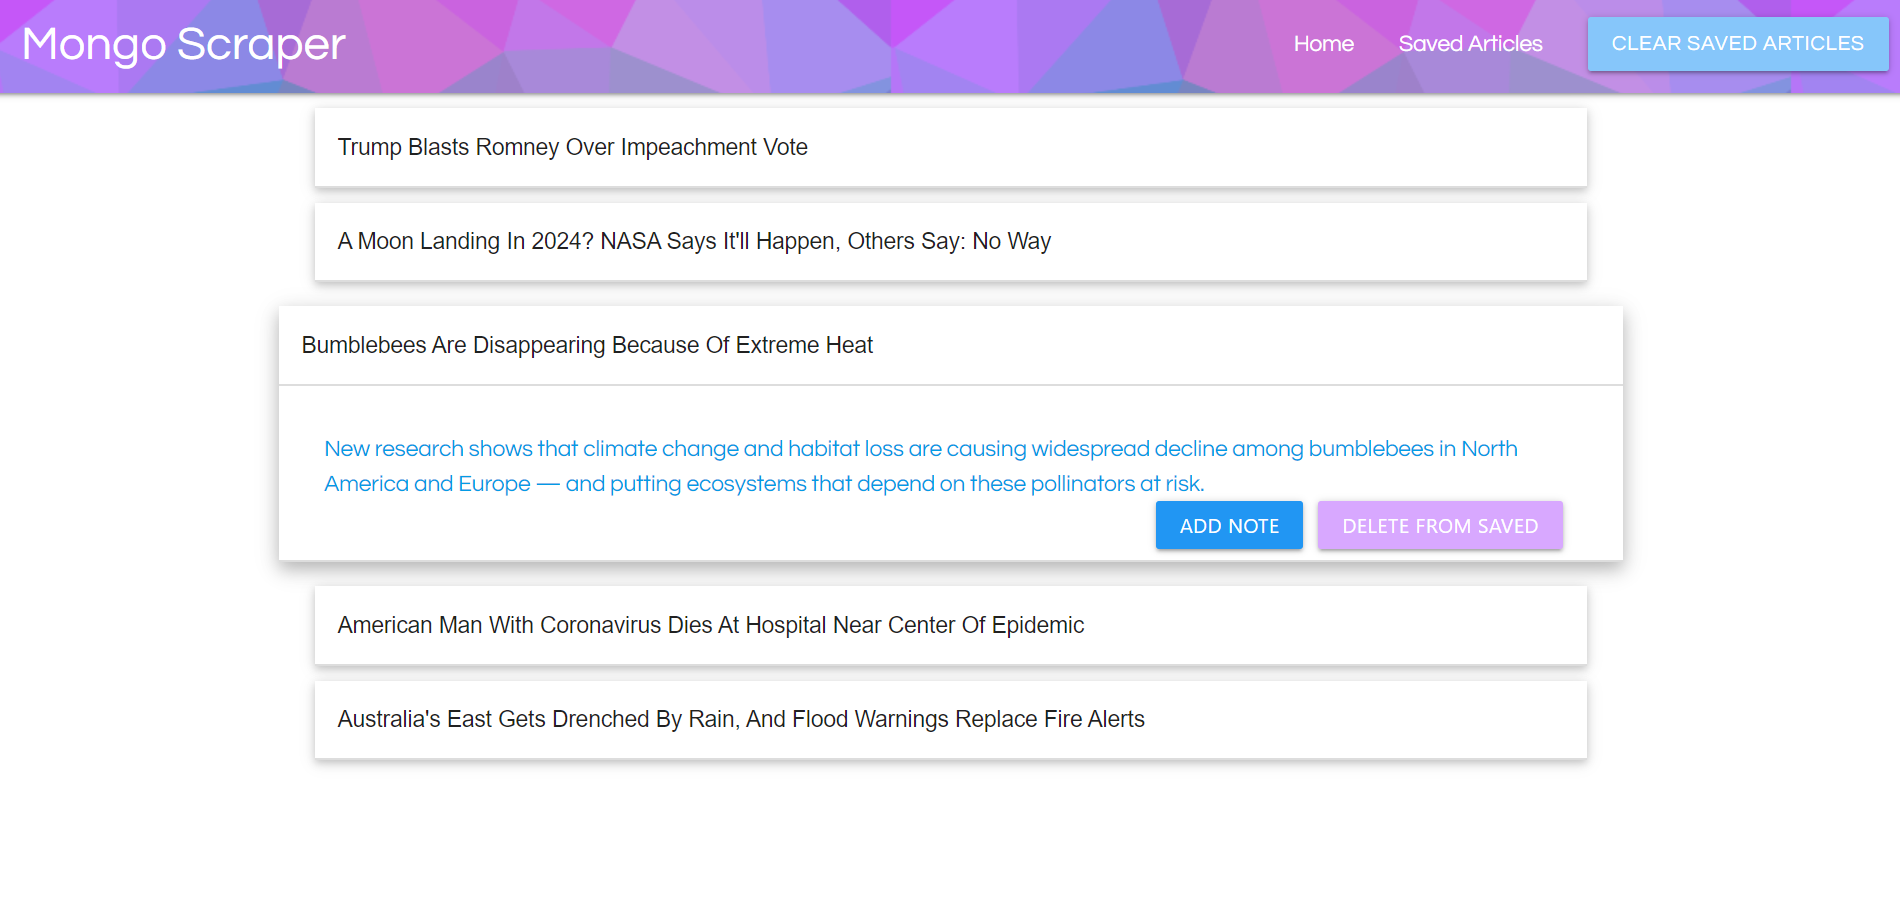 Mongo Scraper
Home
Saved Articles
CLEAR SAVED ARTICLES
Trump Blasts Romney Over Impeachment Vote
A Moon Landing In 2024? NASA Says It'll Happen, Others Say: No Way
Bumblebees Are Disappearing Because Of Extreme Heat
New research shows that climate change and habitat loss are causing widespread decline among bumblebees in North
America and Europe — and putting ecosystems that depend on these pollinators at risk.
ADD NOTE
DELETE FROM SAVED
American Man With Coronavirus Dies At Hospital Near Center Of Epidemic
Australia's East Gets Drenched By Rain, And Flood Warnings Replace Fire Alerts